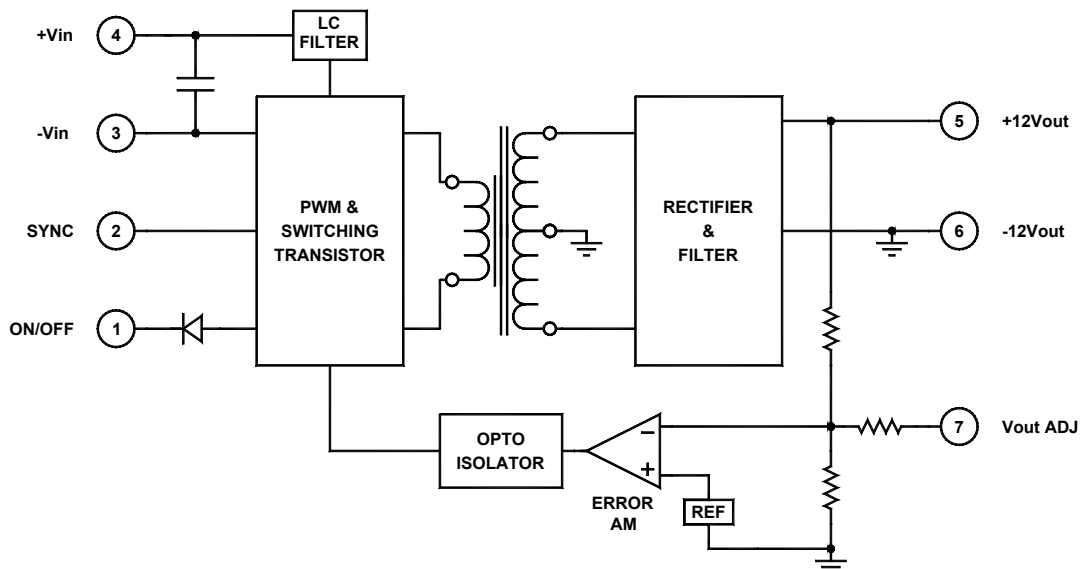 LC
FILTER
+Vin
4
-Vin
3
5
+12Vout
PWM &
SWITCHING
TRANSISTOR
RECTIFIER
&
FILTER
SYNC
2
6
-12Vout
ON/OFF
1
OPTO
ISOLATOR
−
+
7
Vout ADJ
ERROR
AM
REF